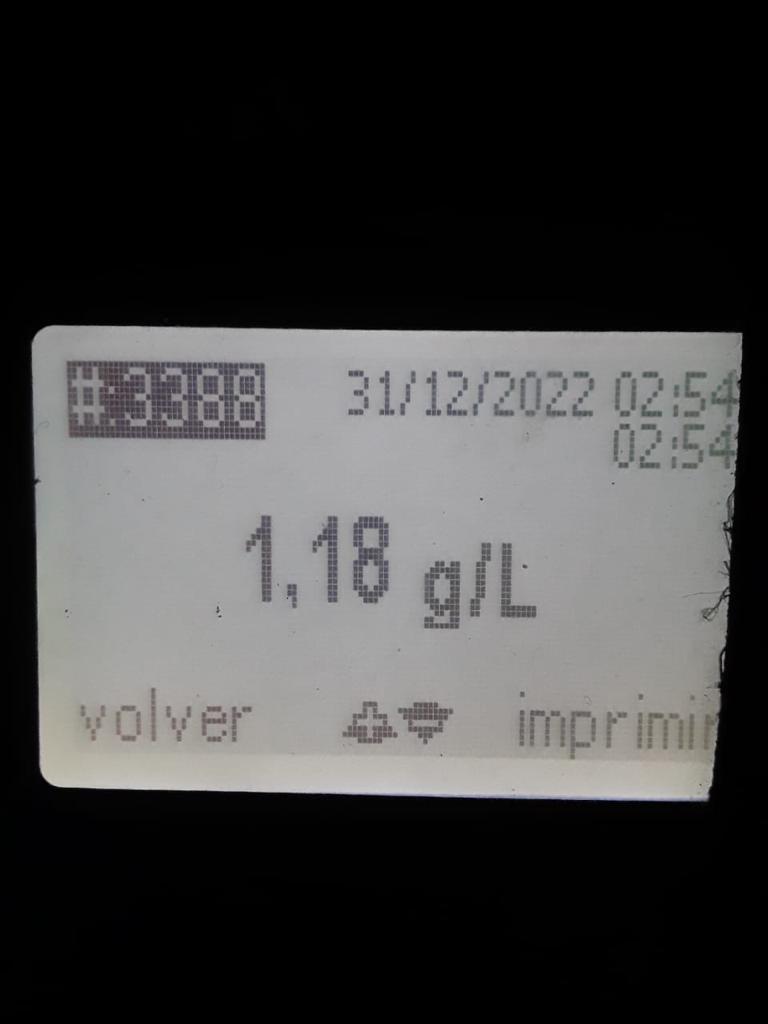 #:3388 31/12/2022 02:54
02:54
1,18 g/L
volver imprimir